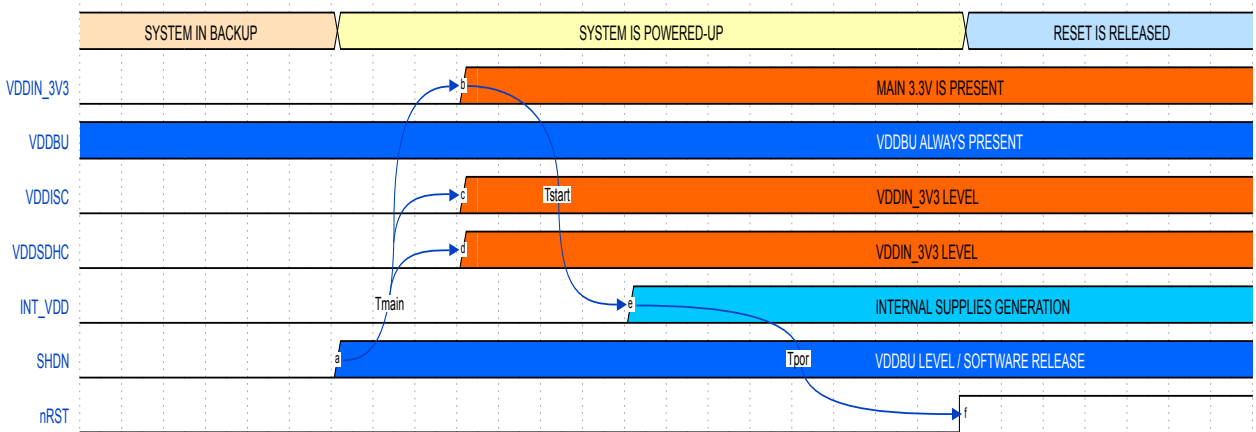 SYSTEM IN BACKUP
SYSTEM IS POWERED-UP
RESET IS RELEASED
VDDIN_3V3
b
MAIN 3.3V IS PRESENT
VDDBU
VDDBU ALWAYS PRESENT
VDDISC
c
Tstart
VDDIN_3V3 LEVEL
VDDSDHC
d
VDDIN_3V3 LEVEL
Tmain
INT_VDD
e
INTERNAL SUPPLIES GENERATION
SHDN
a
Tpor
VDDBU LEVEL / SOFTWARE RELEASE
nRST
f